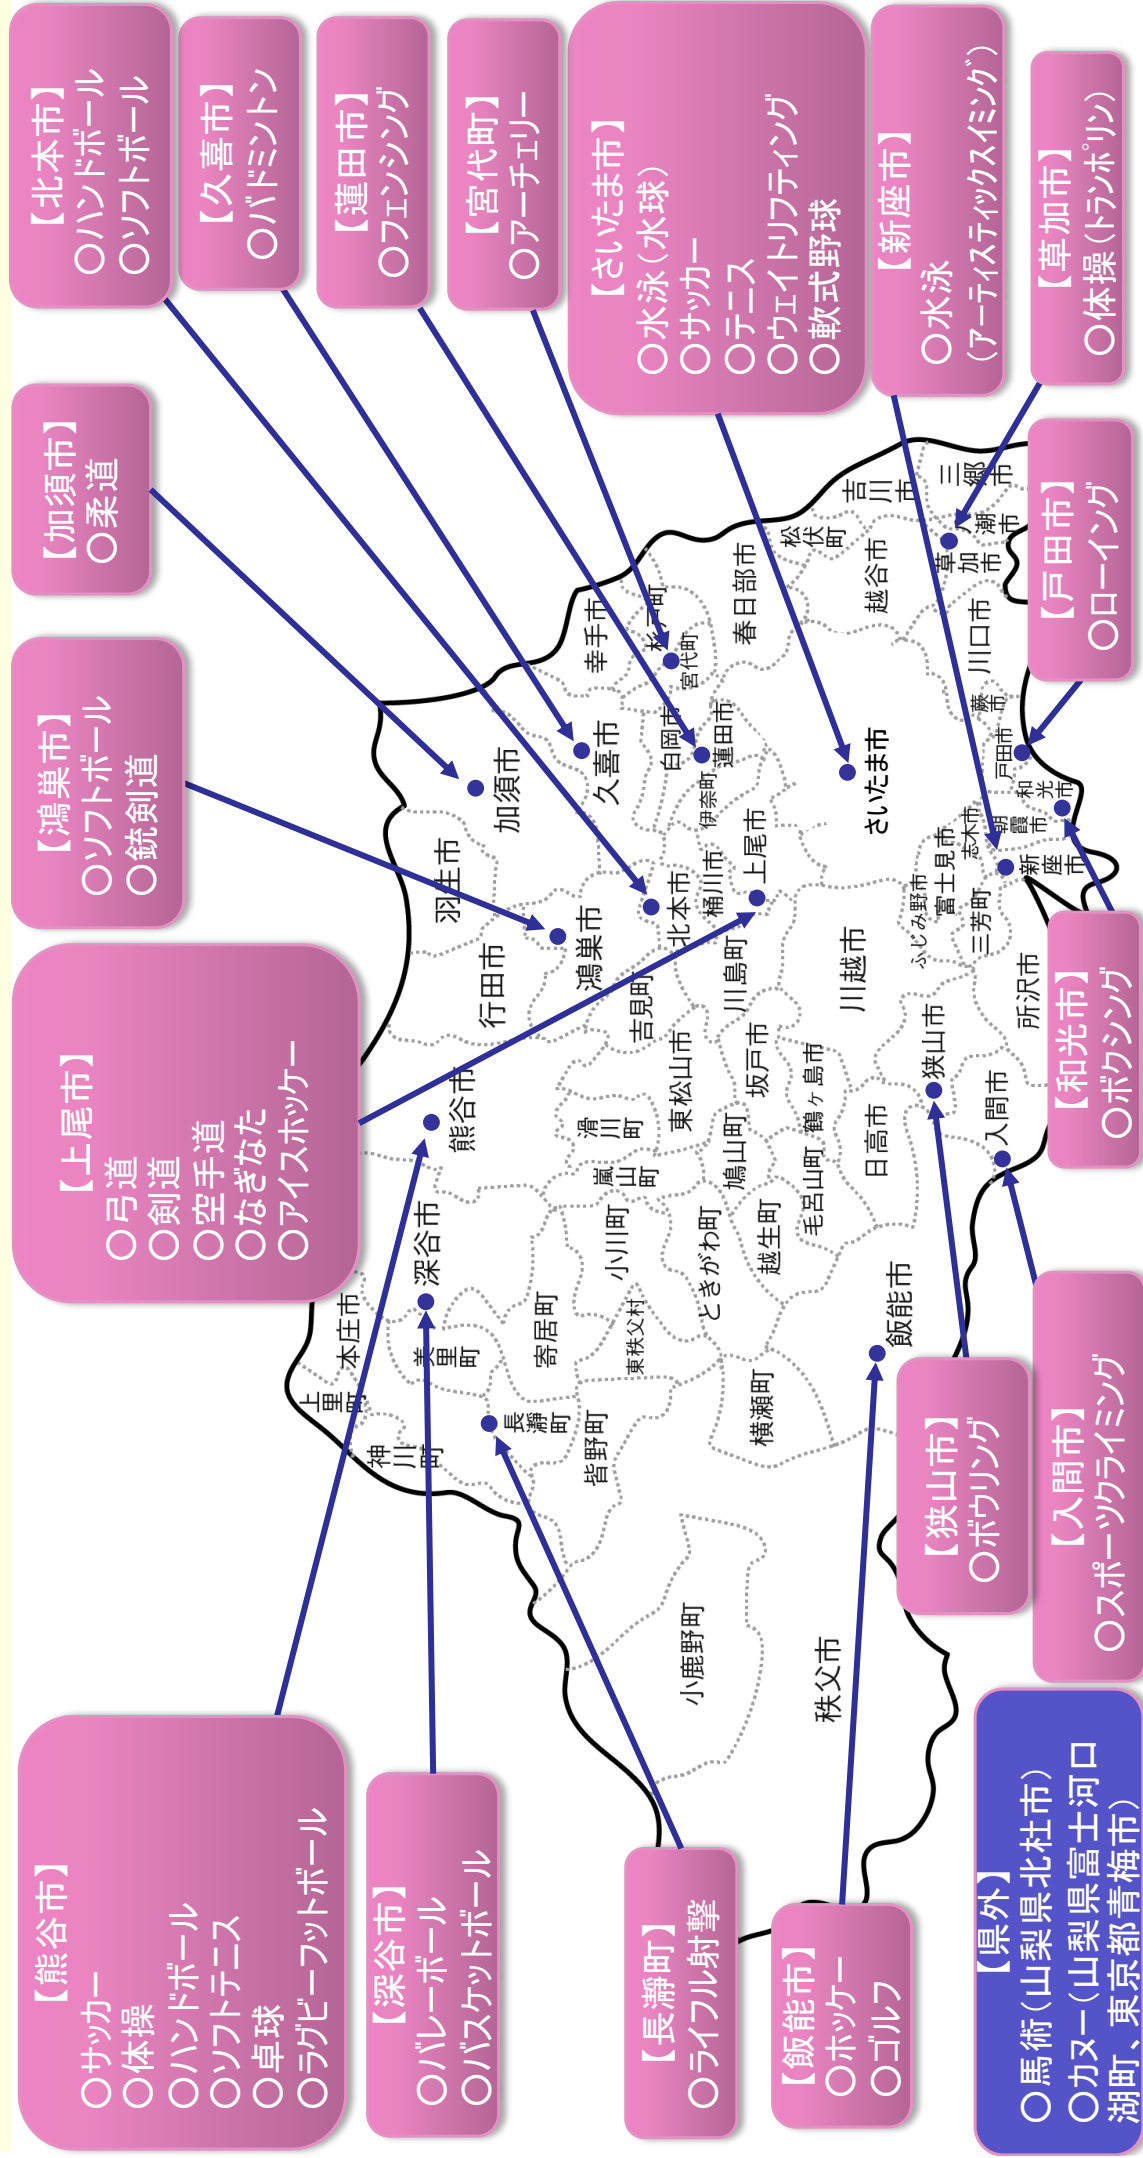 【熊谷市】
○サッカー
○体操
○ハンドボール
○ソフトテニス
○卓球
○ラグビーフットボール
【深谷市】
○バレーボール
○バスケットボール
【長瀞町】
○ライフル射撃
【飯能市】
○ホッケー
○ゴルフ
【県外】
○馬術(山梨県北杜市)
○カヌー(山梨県富士河口
湖町、東京都青梅市)
【上尾市】
○弓道
○剣道
○空手道
○なぎなた
○アイスホッケー
【鴻巣市】
○ソフトボール
○銃剣道
【加須市】
○柔道
【北本市】
○ハンドボール
○ソフトボール
【久喜市】
○バドミントン
【蓮田市】
○フェンシング
【宮代町】
○アーチェリー
【さいたま市】
○水泳(水球)
○サッカー
○テニス
○ウェイトリフティング
○軟式野球
【新座市】
○水泳
(アーティスティックスイミング)
【草加市】
○体操(トランポリン)
【戸田市】
○ローイング
【和光市】
○ボクシング
【狭山市】
○ボウリング
【入間市】
○スポーツクライミング
上里町
本庄市
神川町
美里町
深谷市
熊谷市
行田市
羽生市
加須市
長瀞町
皆野町
寄居町
小川町
東秩父村
嵐山町
滑川町
吉見町
鴻巣市
久喜市
幸手市
小鹿野町
秩父市
横瀬町
ときがわ町
鳩山町
東松山市
川島町
北本市
桶川市
上尾市
伊奈町
白岡市
蓮田市
宮代町
杉戸町
春日部市
松伏町
越生町
毛呂山町
坂戸市
鶴ヶ島市
日高市
飯能市
川越市
さいたま市
越谷市
吉川市
三郷市
八潮市
草加市
川口市
蕨市
戸田市
狭山市
入間市
所沢市
ふじみ野市
富士見市
三芳町
志木市
朝霞市
新座市
和光市